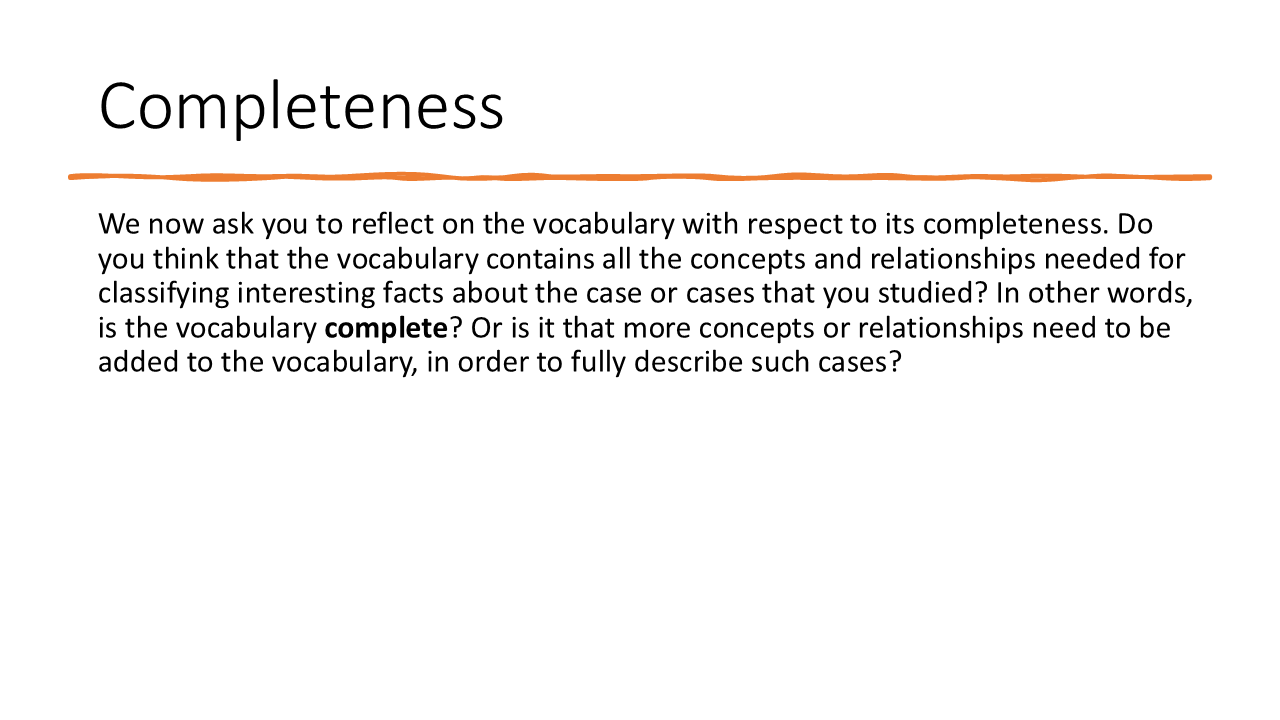 Completeness
We now ask you to reflect on the vocabulary with respect to its completeness. Do
you think that the vocabulary contains all the concepts and relationships needed for
classifying interesting facts about the case or cases that you studied? In other words,
is the vocabulary complete? Or is it that more concepts or relationships need to be
added to the vocabulary, in order to fully describe such cases?